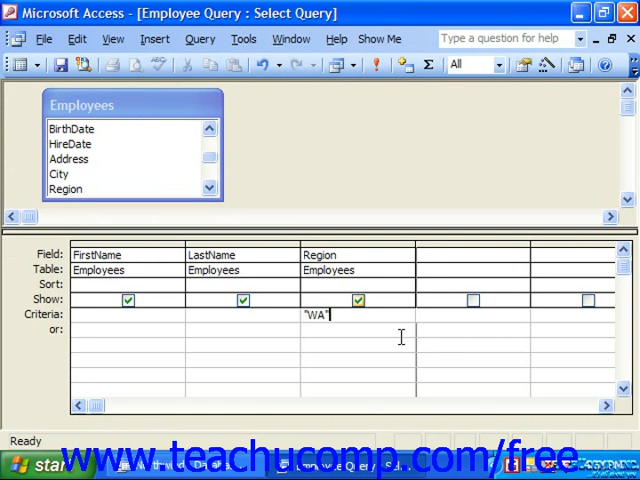 Microsoft Access - [Employee Query : Select Query]
File Edit View Insert Query Tools Window Help Show Me Type a question for help
All
Employees
BirthDate
HireDate
Address
City
Region
Field: FirstName LastName Region
Table: Employees Employees Employees
Sort:
Show:
Criteria: "WA"
or:
Ready
start
www.teachucomp.com/free